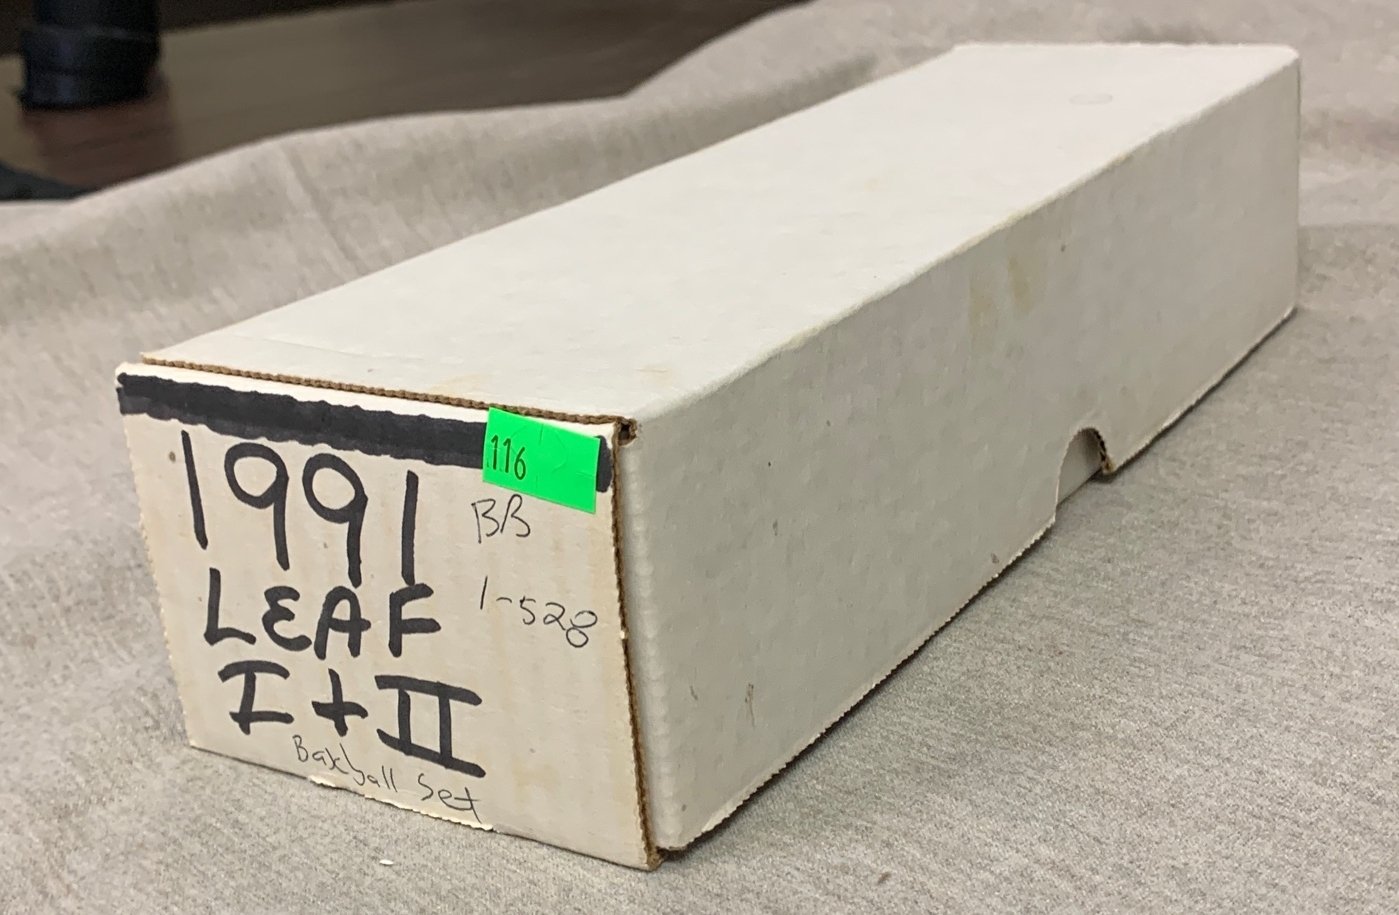 116
1991
BB
LEAF
1-528
I + II
Baseball Set